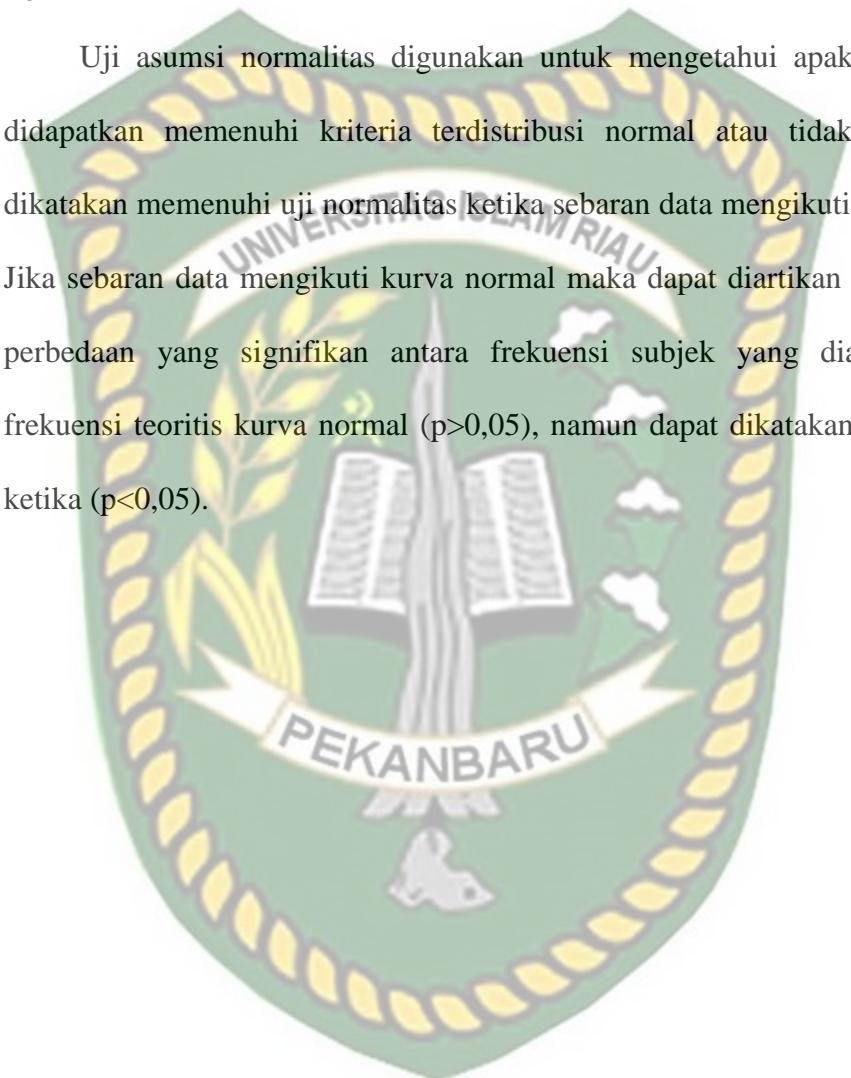 Uji asumsi normalitas digunakan untuk mengetahui apak
didapatkan memenuhi kriteria terdistribusi normal atau tidak
dikatakan memenuhi uji normalitas ketika sebaran data mengikuti
UNIVERSITAS ISLAM RIAU
Jika sebaran data mengikuti kurva normal maka dapat diartikan
perbedaan yang signifikan antara frekuensi subjek yang dia
frekuensi teoritis kurva normal (p>0,05), namun dapat dikatakan
ketika (p<0,05).
PEKANBARU